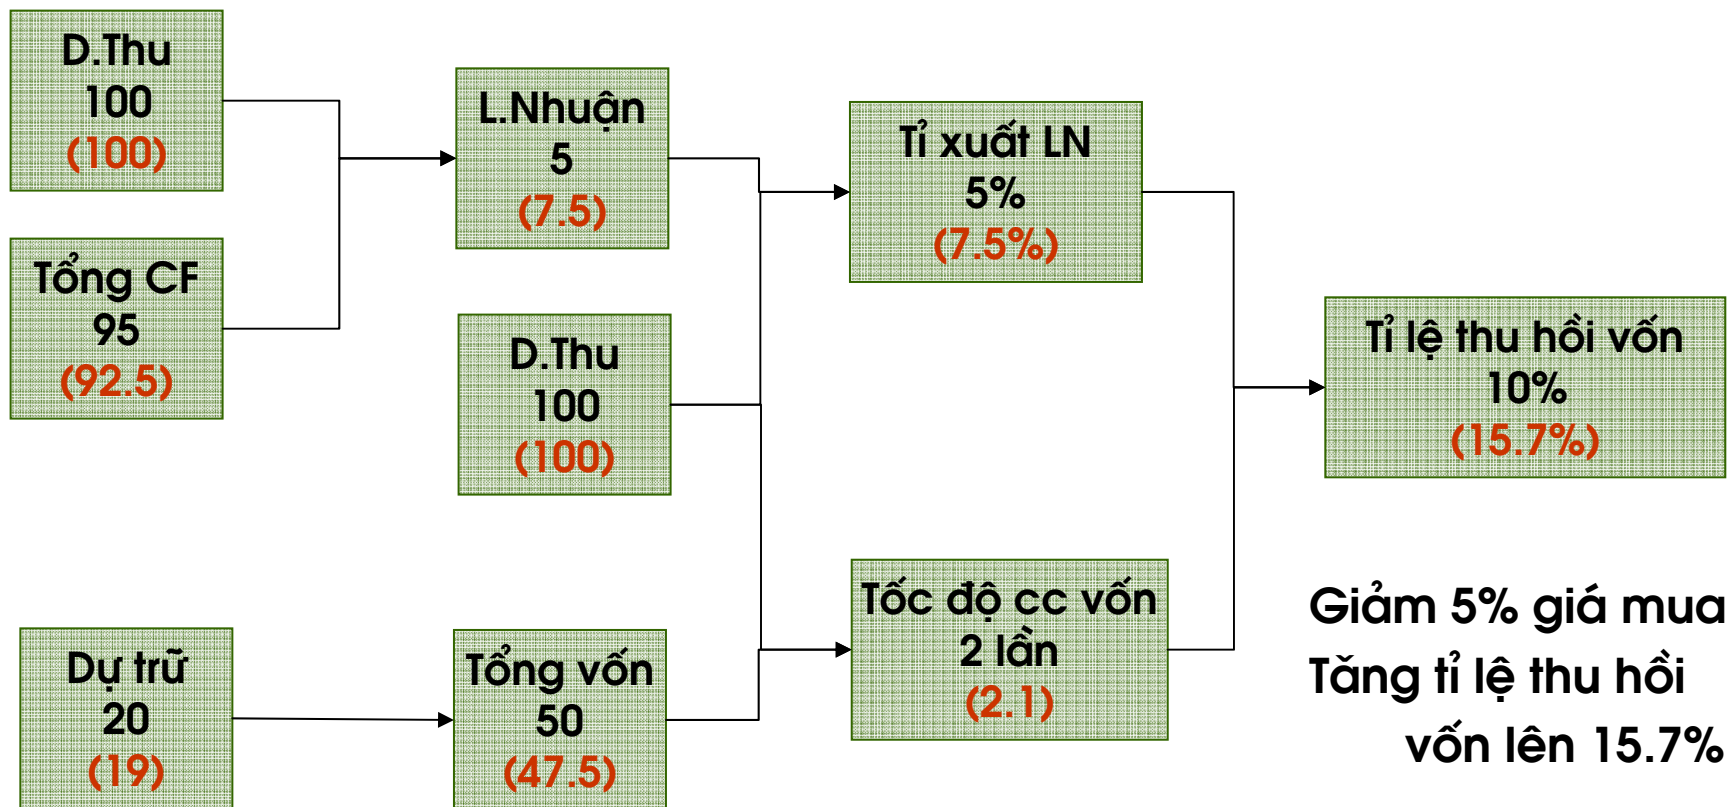 D.Thu
100
(100)
Tổng CF
95
(92.5)
L.Nhuận
5
(7.5)
D.Thu
100
(100)
Tỉ xuất LN
5%
(7.5%)
Tỉ lệ thu hồi vốn
10%
(15.7%)
Dự trữ
20
(19)
Tổng vốn
50
(47.5)
Tốc độ cc vốn
2 lần
(2.1)
Giảm 5% giá mua
Tăng tỉ lệ thu hồi
vốn lên 15.7%